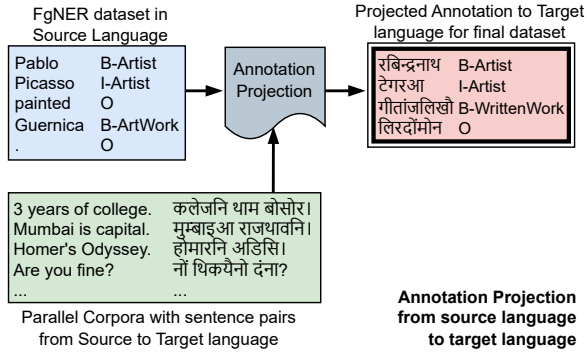 FgNER dataset in
Source Language
Pablo B-Artist
Picasso I-Artist
painted O
Guernica B-ArtWork
. O
Annotation
Projection
Projected Annotation to Target
language for final dataset
रबिन्द्रनाथ B-Artist
टेगरआ I-Artist
गीतांजलिखौ B-WrittenWork
लिरदोंमोन O
3 years of college. कलेजनि थाम बोसोर।
Mumbai is capital. मुम्बाइआ राजथावनि।
Homer's Odyssey. होमारनि अडिसि।
Are you fine? नों थिकयैनो दंना?
... ...
Parallel Corpora with sentence pairs
from Source to Target language
Annotation Projection
from source language
to target language